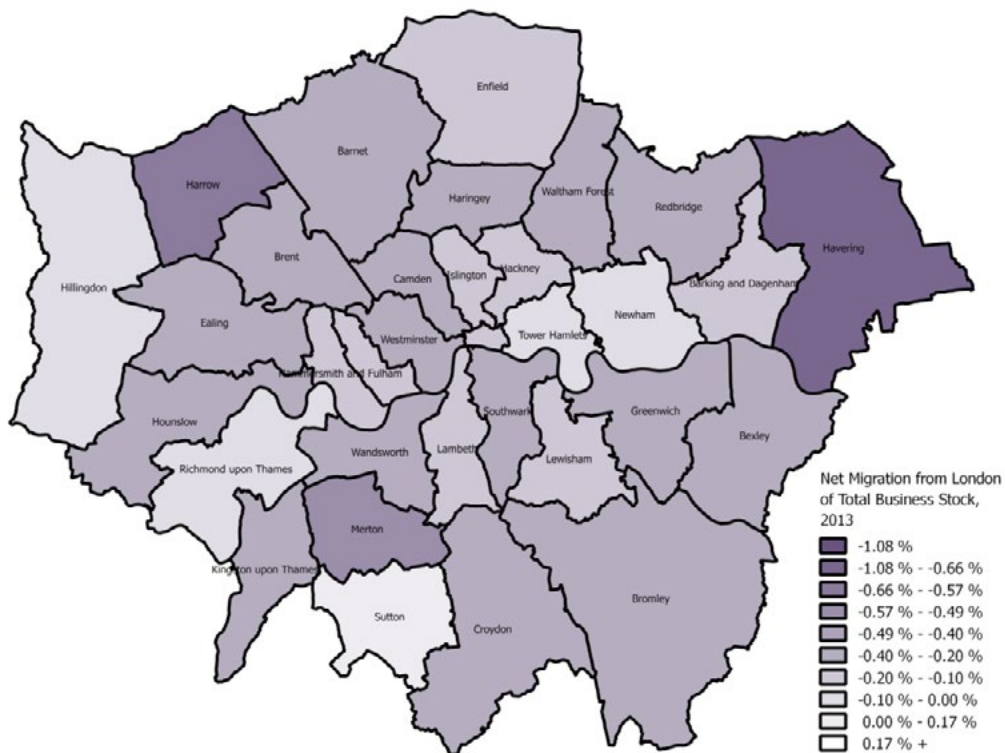 Enfield
Barnet
Harrow
Haringey
Waltham Forest
Redbridge
Havering
Brent
Camden
Islington
Hackney
Barking and Dagenham
Hillingdon
Ealing
Westminster
Tower Hamlets
Newham
Hammersmith and Fulham
Hounslow
Southwark
Greenwich
Bexley
Richmond upon Thames
Wandsworth
Lambeth
Lewisham
Merton
Kingston upon Thames
Sutton
Croydon
Bromley
Net Migration from London
of Total Business Stock,
2013
-1.08 %
-1.08 % - -0.66 %
-0.66 % - -0.57 %
-0.57 % - -0.49 %
-0.49 % - -0.40 %
-0.40 % - -0.20 %
-0.20 % - -0.10 %
-0.10 % - 0.00 %
0.00 % - 0.17 %
0.17 % +